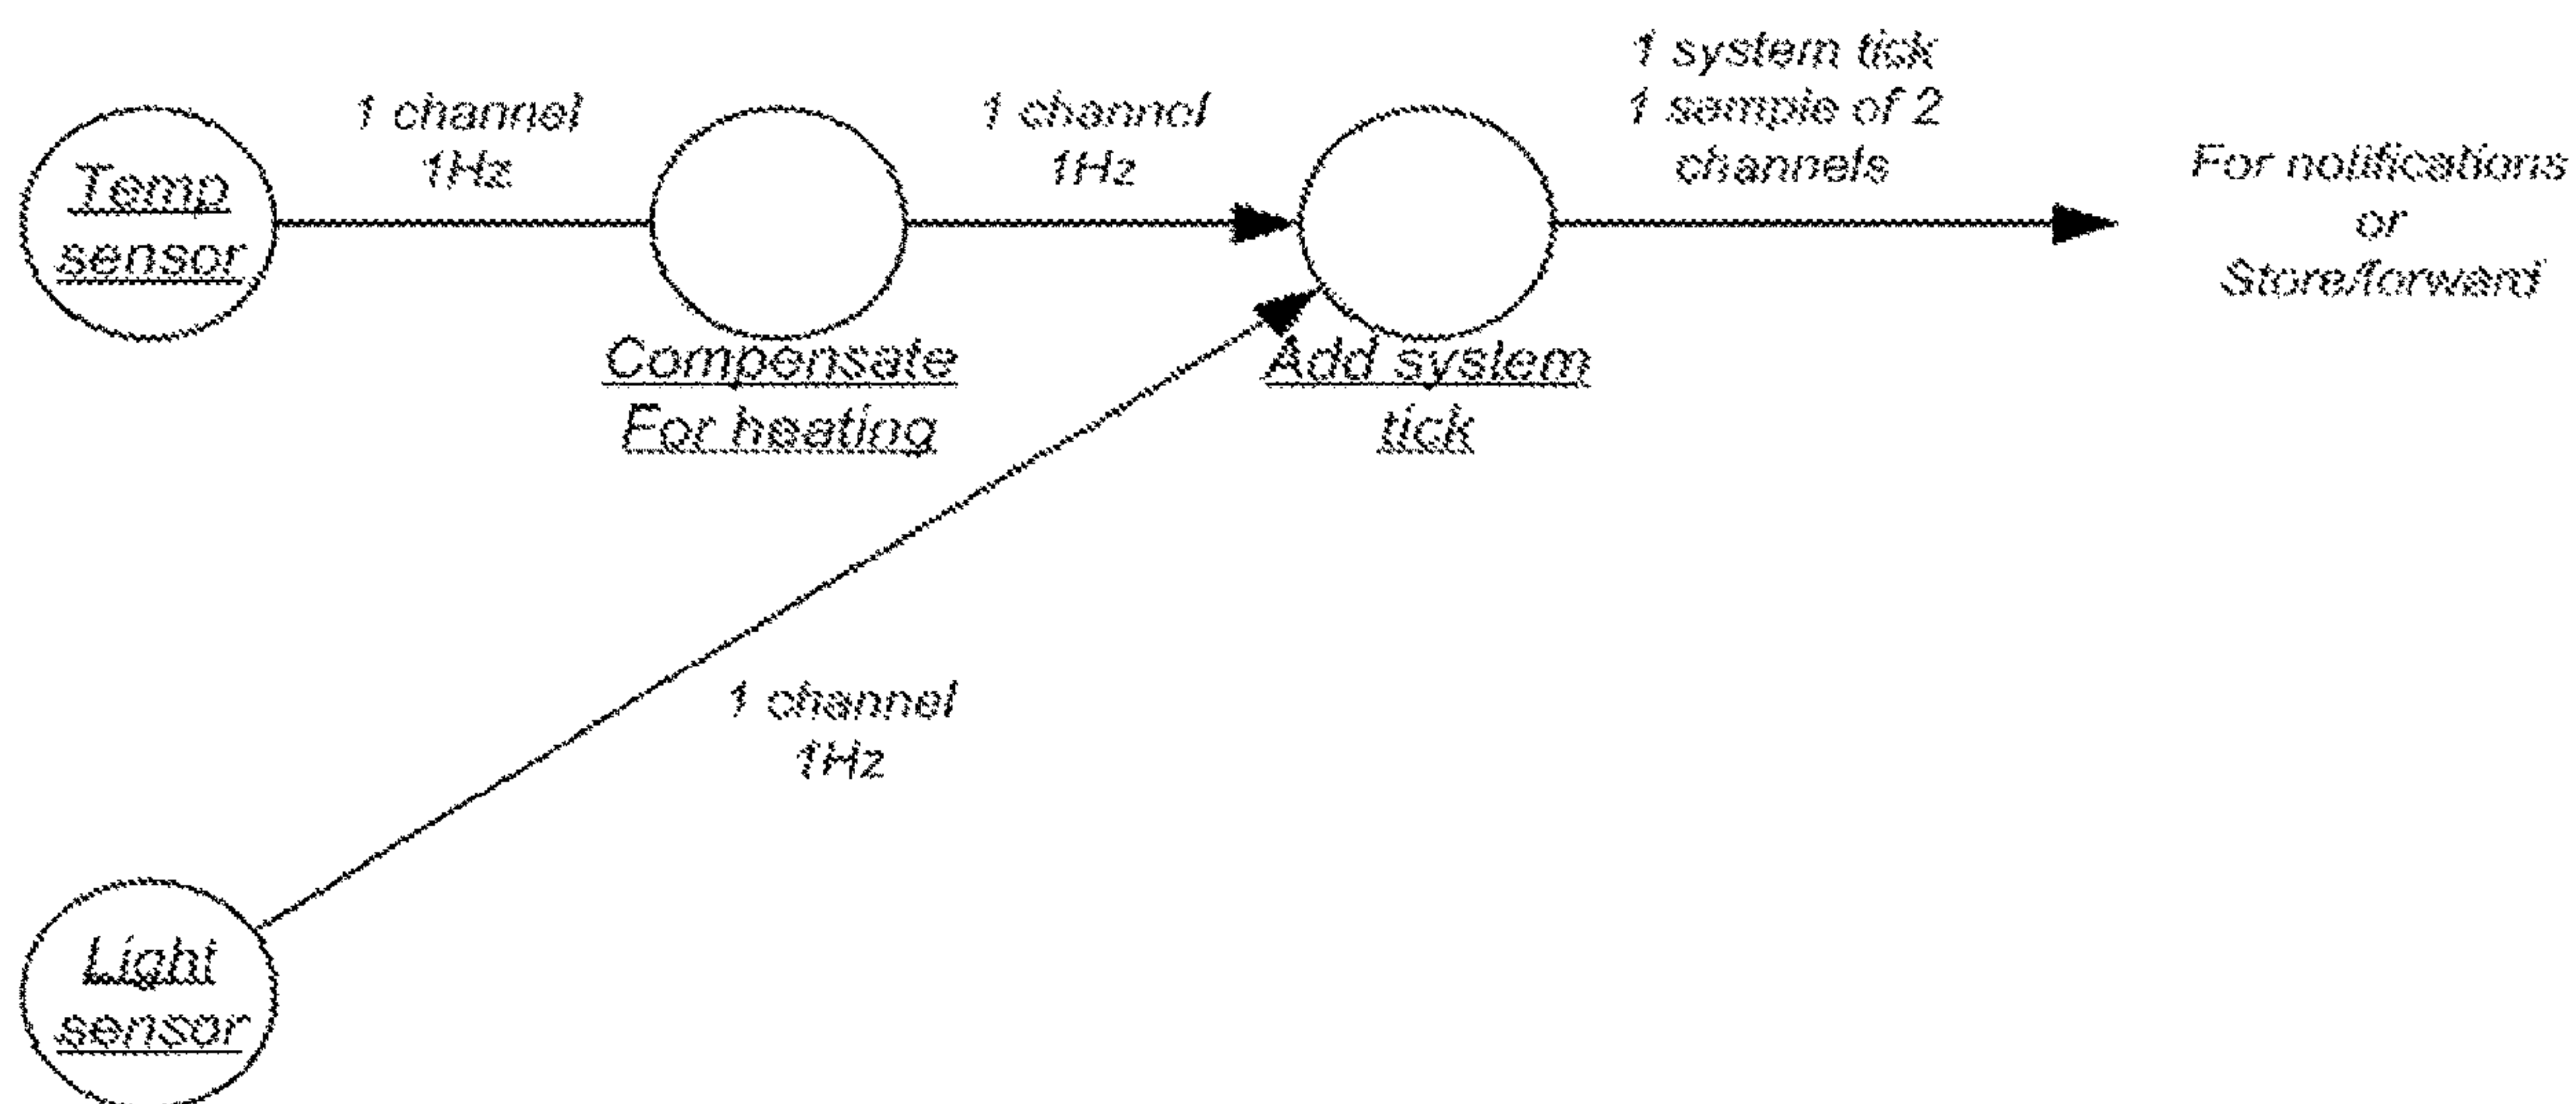 1 system tick
1 channel
1 channel
1 sample of 2
1Hz
1Hz
channels
For notifications
or
Store/forward
Temp
sensor
Compensate
For heating
Add system
tick
1 channel
1Hz
Light
sensor